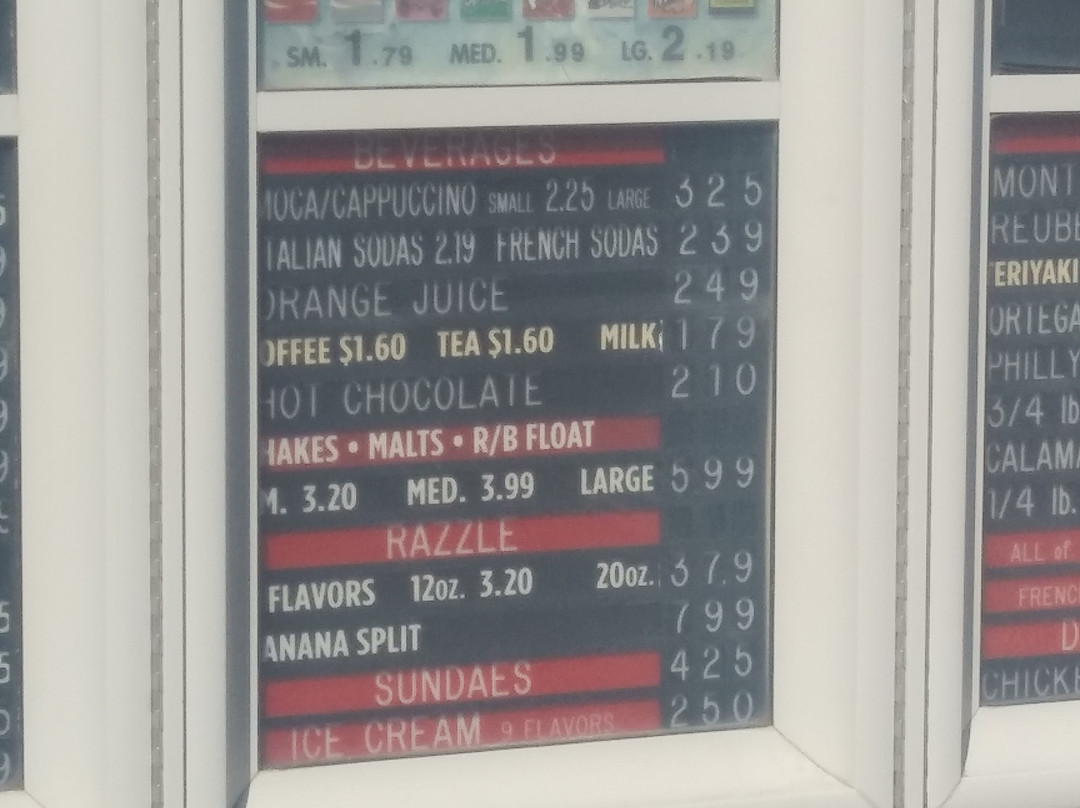 SM. 1.79 MED. 1.99 LG. 2.19
BEVERAGES
MOCA/CAPPUCCINO SMALL 2.25 LARGE 3 2 5
TALIAN SODAS 2.19 FRENCH SODAS 2 3 9
ORANGE JUICE 2 4 9
OFFEE $1.60 TEA $1.60 MILK 1 7 9
HOT CHOCOLATE 2 1 0
HAKES • MALTS • R/B FLOAT
M. 3.20 MED. 3.99 LARGE 5 9 9
RAZZLE
FLAVORS 12oz. 3.20 20oz. 3 7.9
ANANA SPLIT 7 9 9
SUNDAES 4 2 5
ICE CREAM 9 FLAVORS 2 5 0
MONT
REUBE
ERIYAKI
ORTEGA
PHILLY
3/4 lb
CALAMA
1/4 lb.
ALL of
FRENC
D
CHICKE